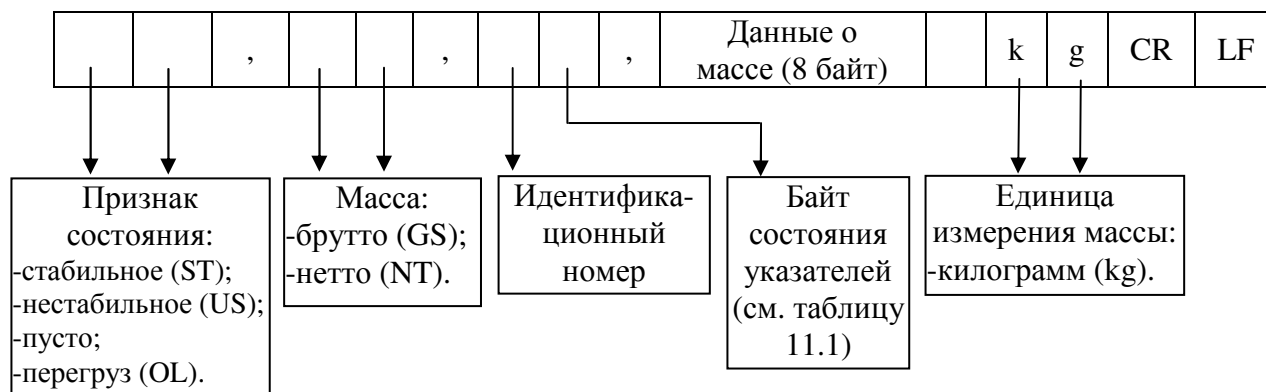 , , , Данные о
массе (8 байт) k g CR LF
Признак
состояния:
-стабильное (ST);
-нестабильное (US);
-пусто;
-перегруз (OL).
Масса:
-брутто (GS);
-нетто (NT).
Идентифика-
ционный
номер
Байт
состояния
указателей
(см. таблицу
11.1)
Единица
измерения массы:
-килограмм (kg).